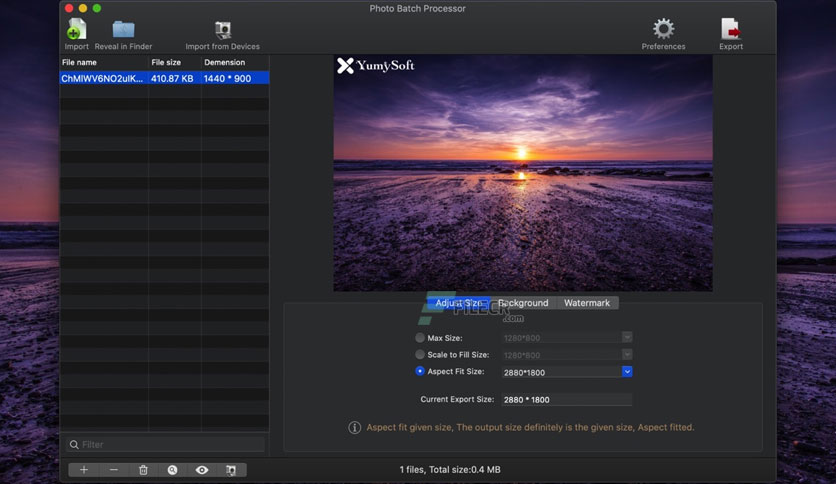 Photo Batch Processor
Import Reveal in Finder Import from Devices Preferences Export
File name File size Demension
ChMlWV6NO2uIK... 410.87 KB 1440 * 900
YumySoft
Adjust Size Background Watermark
FILECR
.com
Max Size: 1280*800
Scale to Fill Size: 1280*800
Aspect Fit Size: 2880*1800
Current Export Size: 2880 * 1800
Aspect fit given size, The output size definitely is the given size, Aspect fitted.
Filter
1 files, Total size:0.4 MB